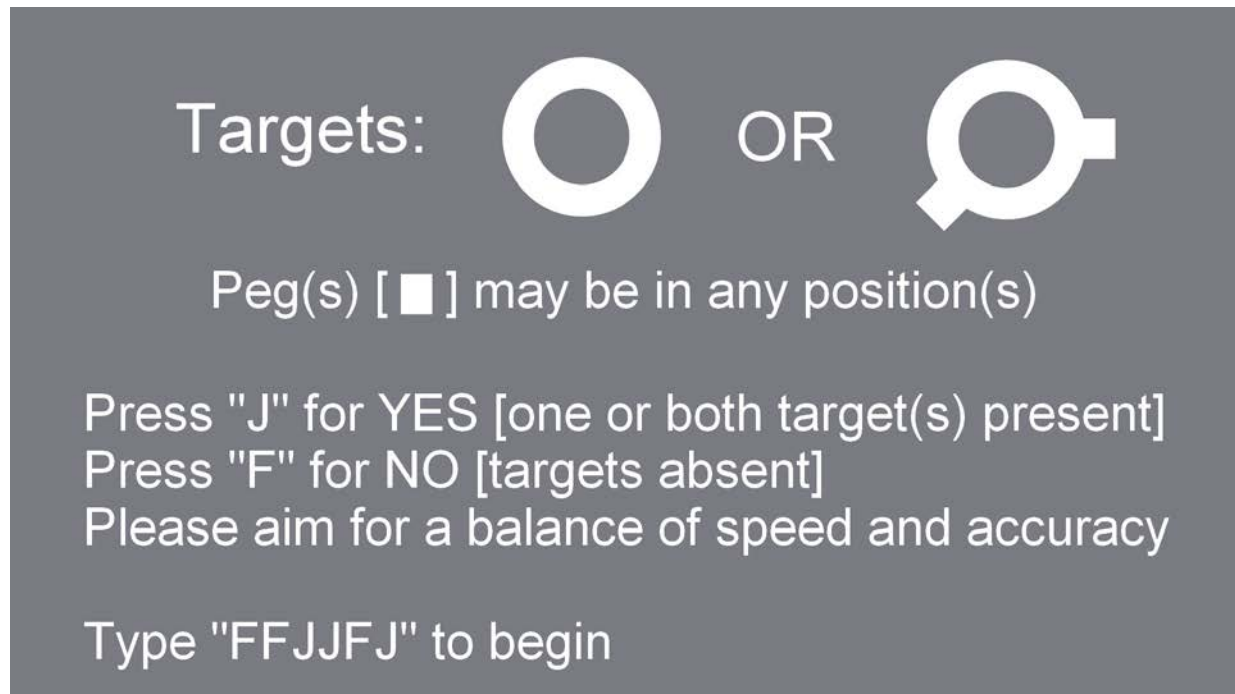 Targets: OR
Peg(s) [ ] may be in any position(s)
Press "J" for YES [one or both target(s) present]
Press "F" for NO [targets absent]
Please aim for a balance of speed and accuracy
Type "FFJJFJ" to begin